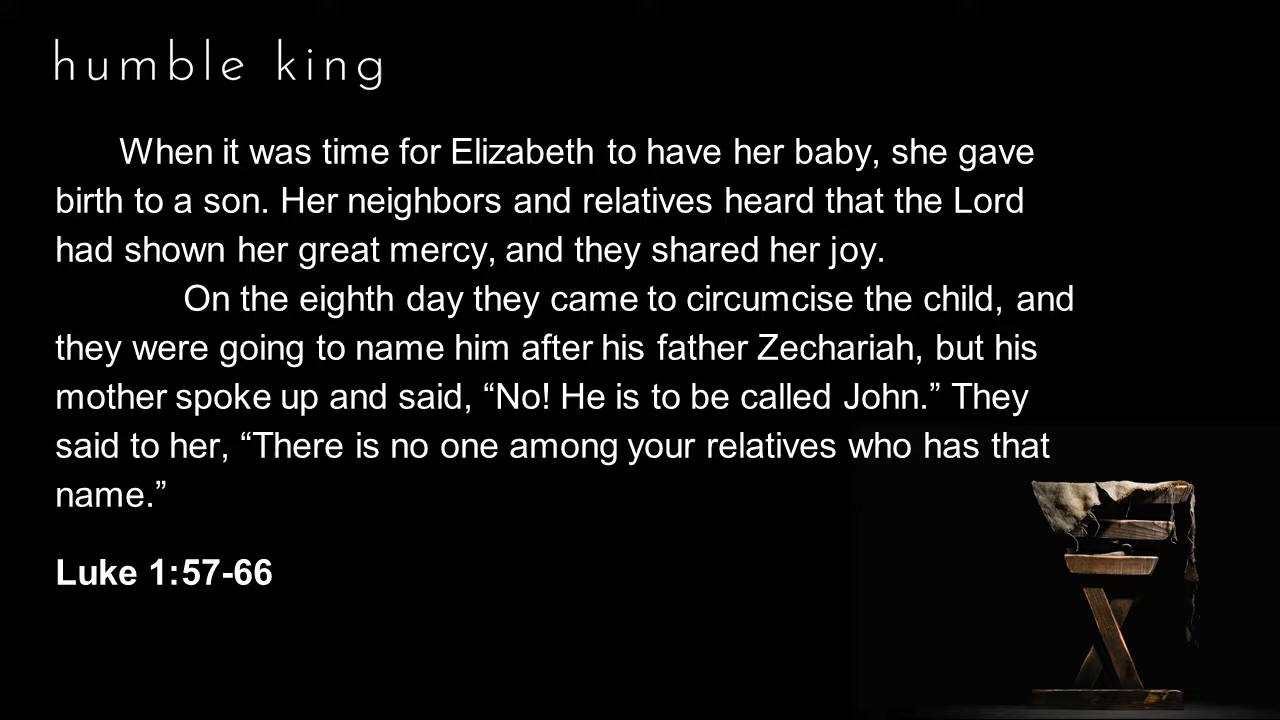 humble king
When it was time for Elizabeth to have her baby, she gave
birth to a son. Her neighbors and relatives heard that the Lord
had shown her great mercy, and they shared her joy.
On the eighth day they came to circumcise the child, and
they were going to name him after his father Zechariah, but his
mother spoke up and said, “No! He is to be called John.” They
said to her, “There is no one among your relatives who has that
name.”
Luke 1:57-66